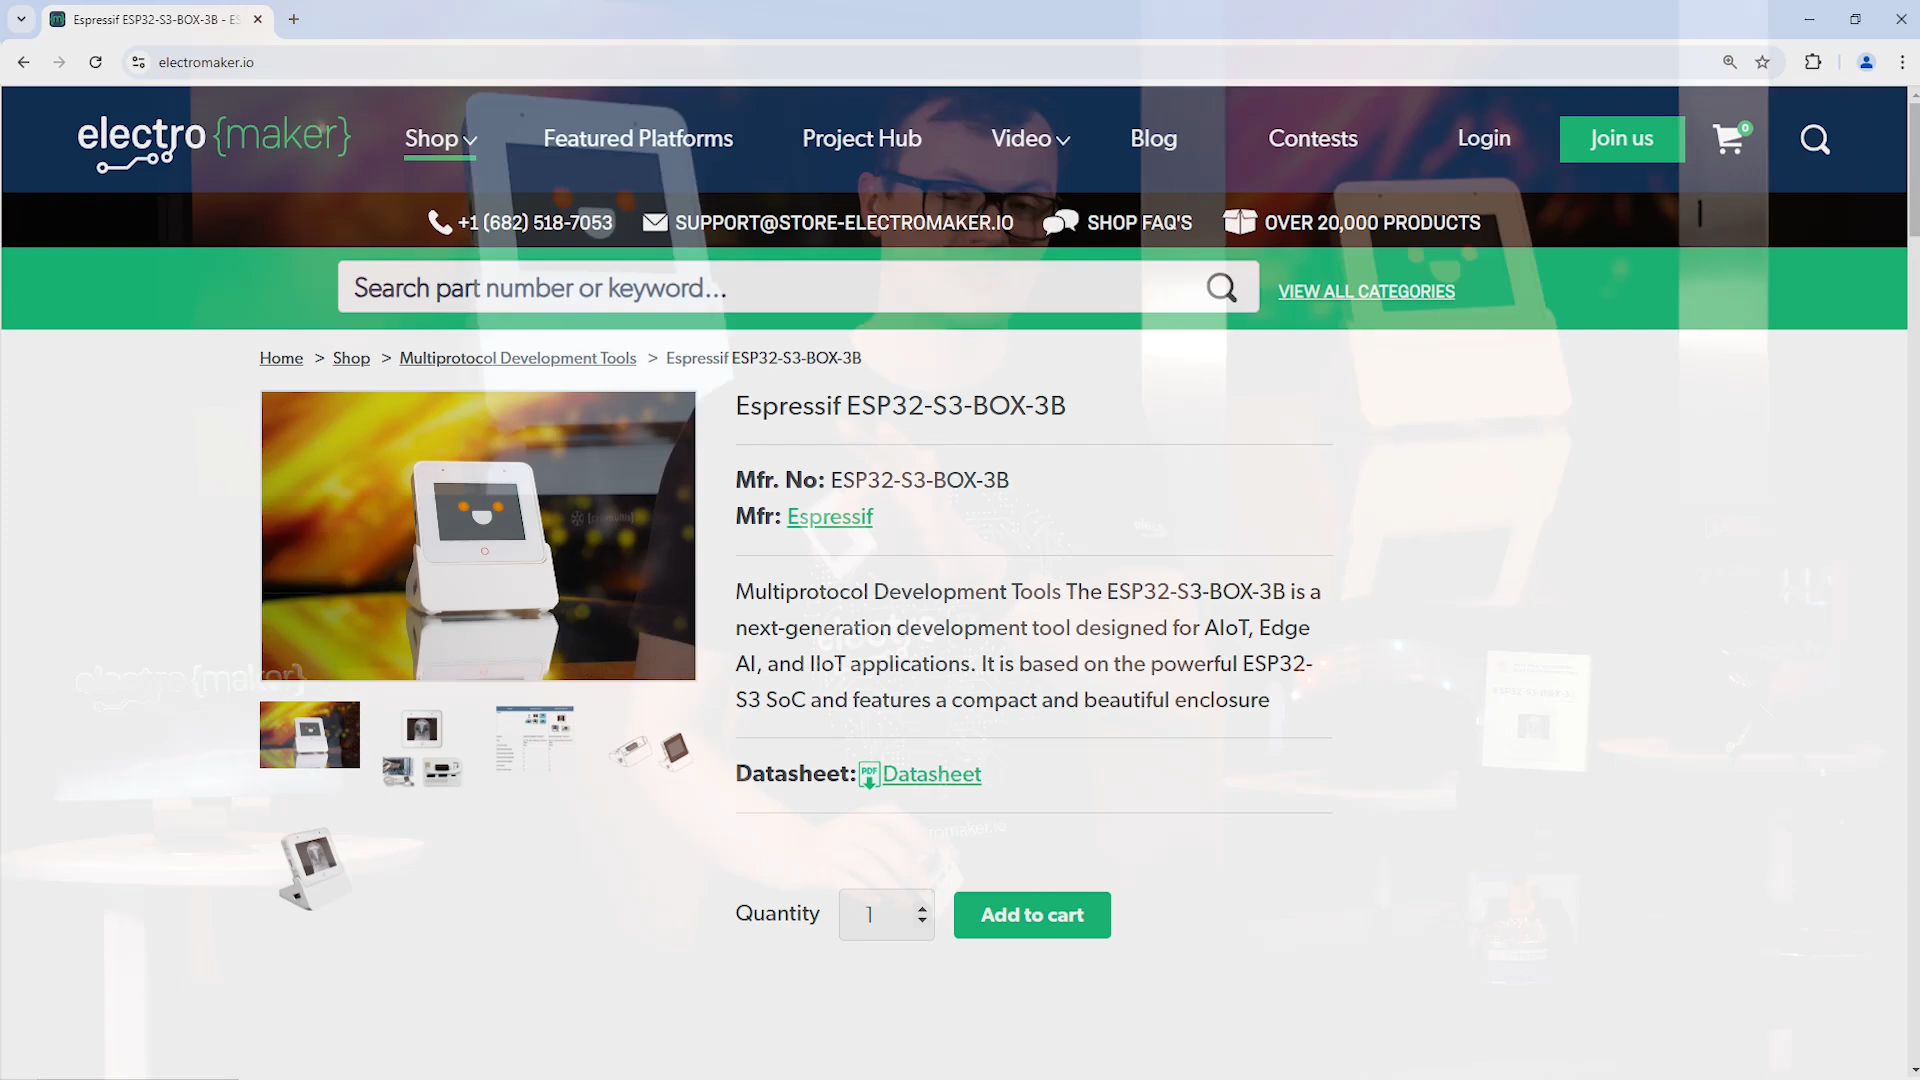 Espressif ESP32-S3-BOX-3B - ES
electromaker.io
electro {maker}
Shop
Featured Platforms
Project Hub
Video
Blog
Contests
Login
Join us
0
+1 (682) 518-7053
SUPPORT@STORE-ELECTROMAKER.IO
SHOP FAQ'S
OVER 20,000 PRODUCTS
Search part number or keyword...
VIEW ALL CATEGORIES
Home > Shop > Multiprotocol Development Tools > Espressif ESP32-S3-BOX-3B
Espressif ESP32-S3-BOX-3B
Mfr. No: ESP32-S3-BOX-3B
Mfr: Espressif
Multiprotocol Development Tools The ESP32-S3-BOX-3B is a
next-generation development tool designed for AIoT, Edge
AI, and IIoT applications. It is based on the powerful ESP32-
S3 SoC and features a compact and beautiful enclosure
electro {maker}
Datasheet: PDF Datasheet
Quantity 1 Add to cart